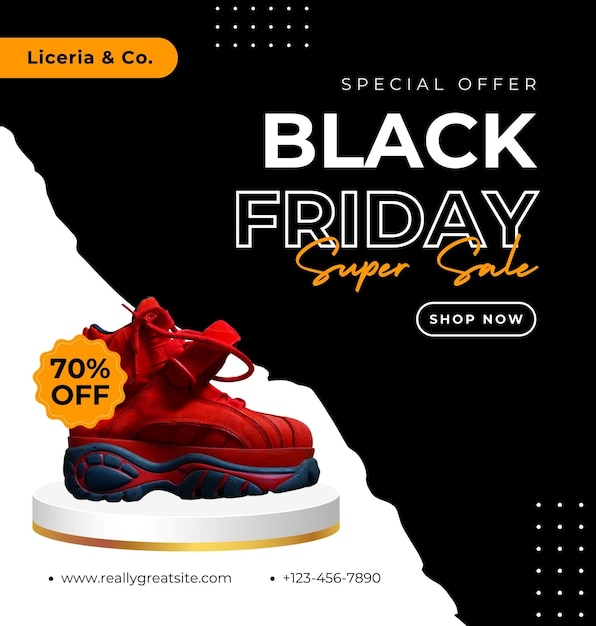 Liceria & Co.
SPECIAL OFFER
BLACK
FRIDAY
Super Sale
SHOP NOW
70%
OFF
• www.reallygreatsite.com
• +123-456-7890